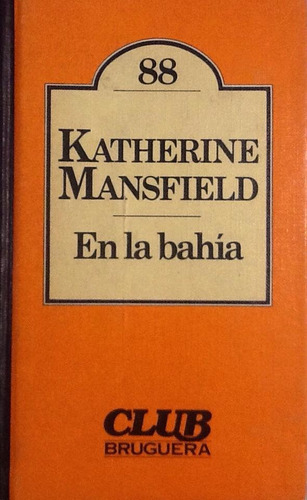 88
KATHERINE
MANSFIELD
En la bahía
CLUB
BRUGUERA